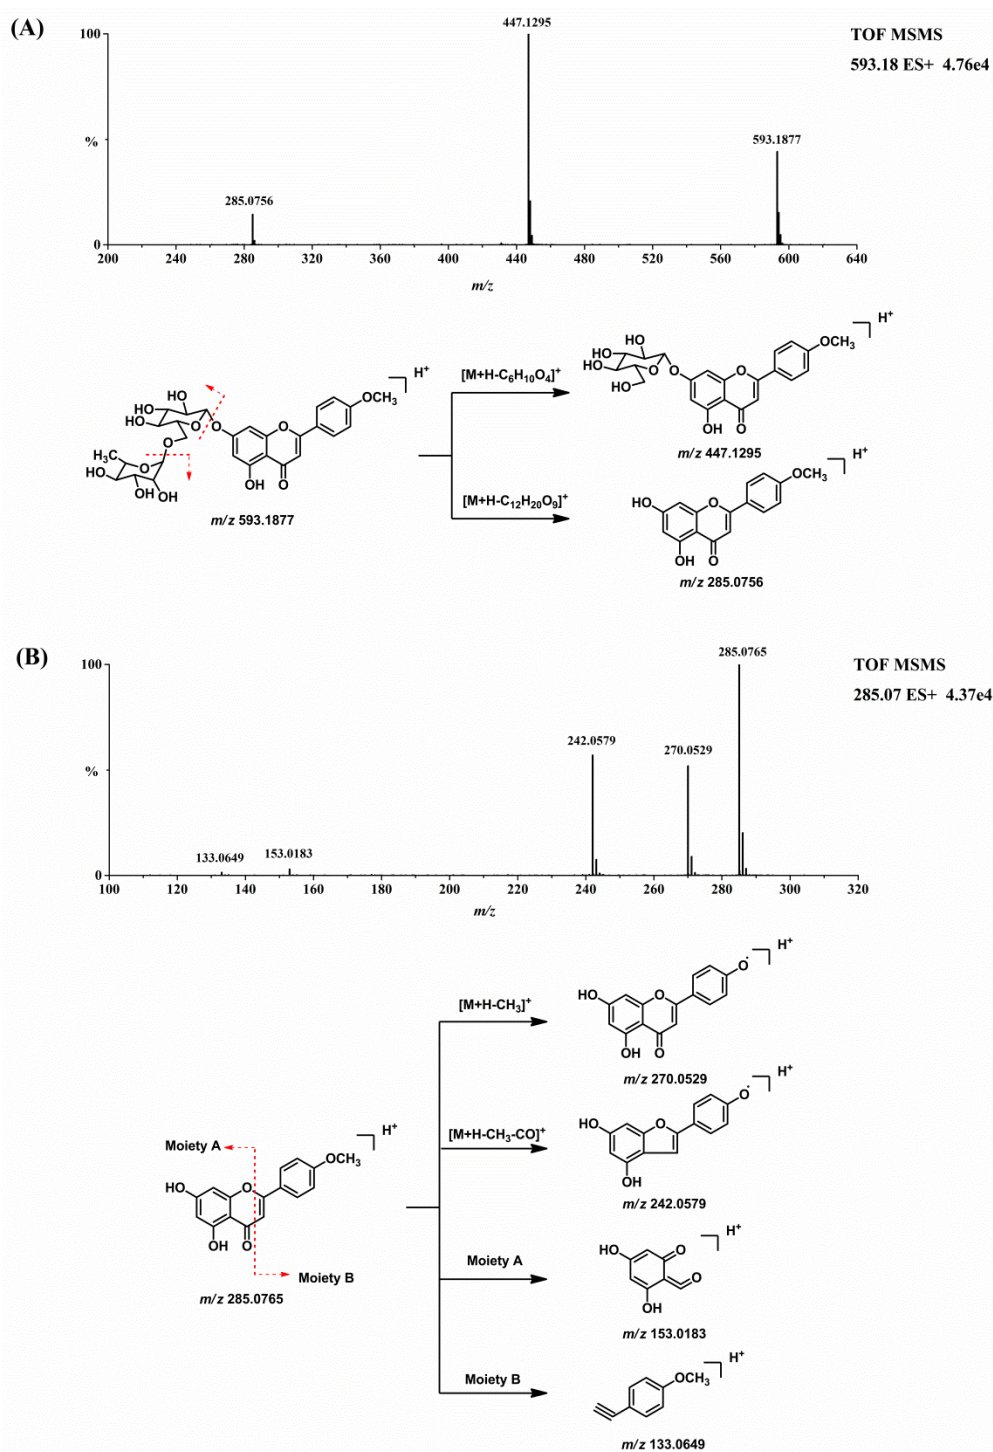 (A)
447.1295
TOF MSMS
593.18 ES+ 4.76e4
100
%
593.1877
285.0756
0
200 240 280 320 360 400 440 480 520 560 600 640
m/z
H+
OCH3
HO
HO
HO
HO
O
O
O
OH
O
[M+H-C6H10O4]+
m/z 447.1295
H+
OCH3
HO
HO
HO
O
O
O
O
H3C
O
HO
OH
OH
OH
O
m/z 593.1877
[M+H-C12H20O9]+
H+
OCH3
HO
O
OH
O
m/z 285.0756
(B)
285.0765
TOF MSMS
285.07 ES+ 4.37e4
100
%
242.0579
270.0529
133.0649
153.0183
0
100 120 140 160 180 200 220 240 260 280 300 320
m/z
H+
O·
HO
O
OH
O
[M+H-CH3]+
m/z 270.0529
H+
O·
HO
O
OH
[M+H-CH3-CO]+
m/z 242.0579
H+
Moiety A
OCH3
HO
O
OH
O
Moiety B
m/z 285.0765
Moiety A
H+
HO
O
O
OH
m/z 153.0183
Moiety B
H+
OCH3
m/z 133.0649